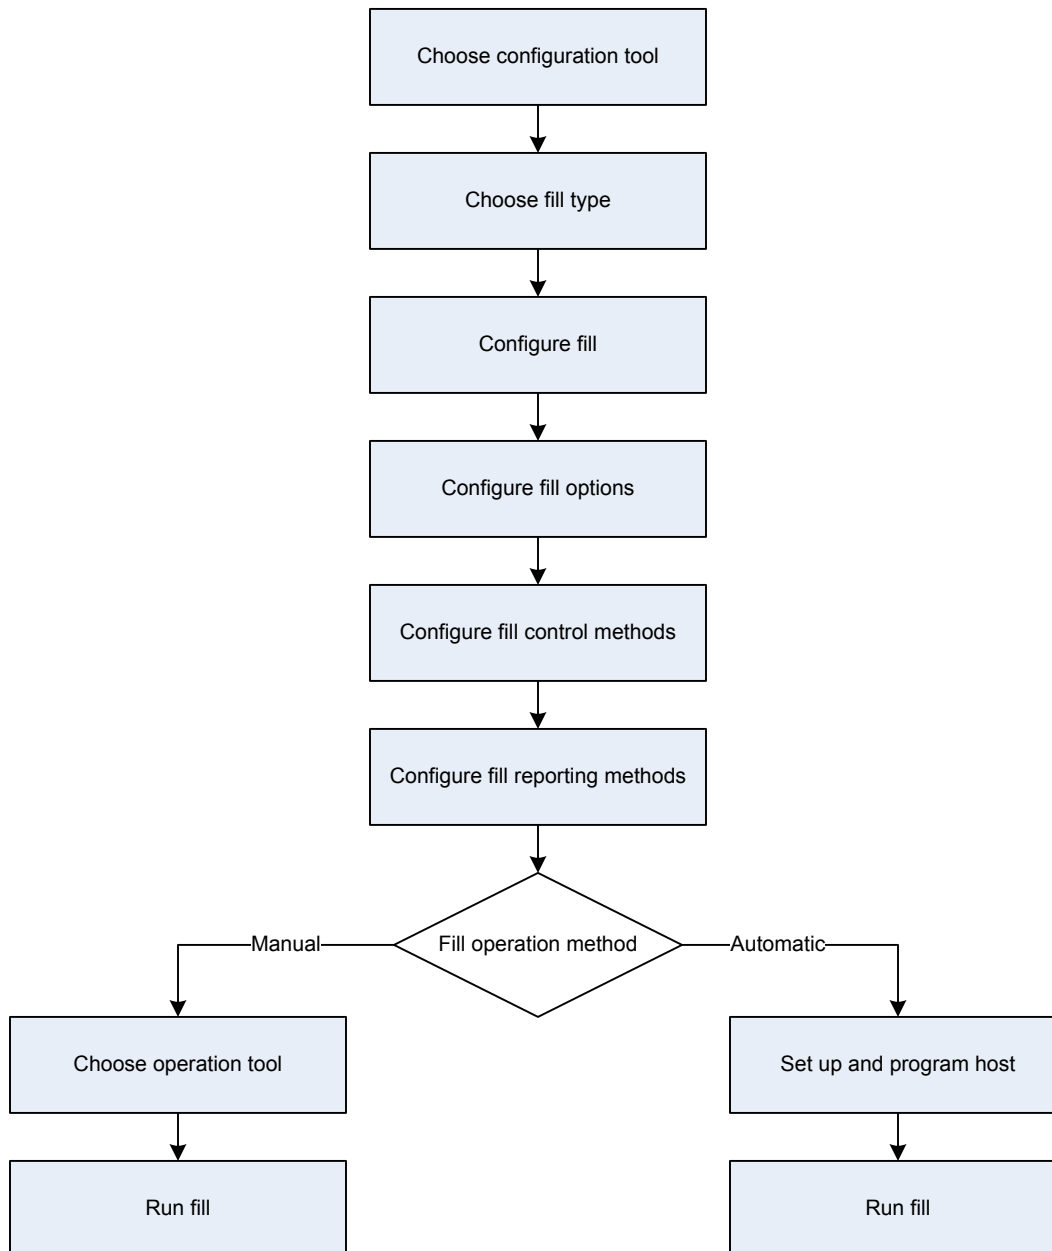 Choose configuration tool
Choose fill type
Configure fill
Configure fill options
Configure fill control methods
Configure fill reporting methods
Fill operation method
Manual
Automatic
Choose operation tool
Set up and program host
Run fill
Run fill